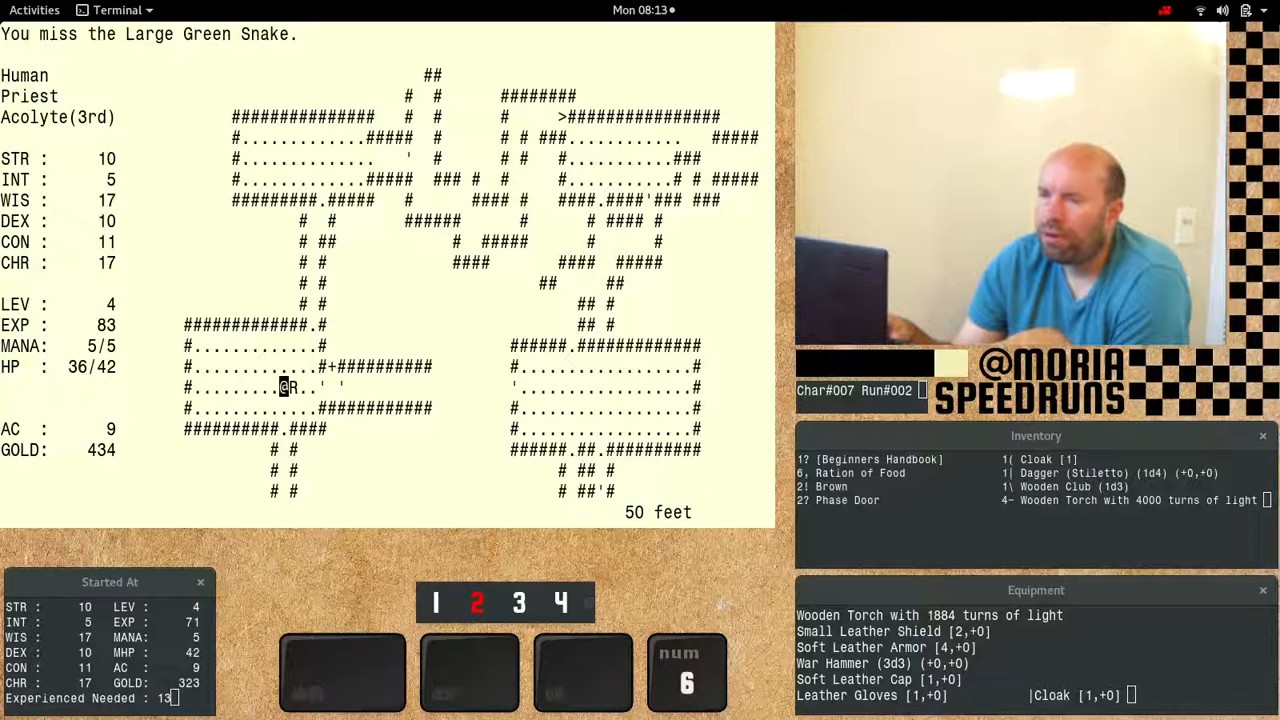 Activities Terminal Mon 08:13
You miss the Large Green Snake.
Human
Priest
Acolyte(3rd)
STR : 10
INT : 5
WIS : 17
DEX : 10
CON : 11
CHR : 17
LEV : 4
EXP : 83
MANA: 5/5
HP : 36/42
AC : 9
GOLD: 434
@R
50 feet
@MORIA
SPEEDRUNS
Char#007 Run#002
Inventory
1? [Beginners Handbook] 1( Cloak [1]
6, Ration of Food 1| Dagger (Stiletto) (1d4) (+0,+0)
2! Brown 1\ Wooden Club (1d3)
2? Phase Door 4~ Wooden Torch with 4000 turns of light
Equipment
Wooden Torch with 1884 turns of light
Small Leather Shield [2,+0]
Soft Leather Armor [4,+0]
War Hammer (3d3) (+0,+0)
Soft Leather Cap [1,+0]
Leather Gloves [1,+0] |Cloak [1,+0]
Started At
STR : 10 LEV : 4
INT : 5 EXP : 71
WIS : 17 MANA: 5
DEX : 10 MHP : 42
CON : 11 AC : 9
CHR : 17 GOLD: 323
Experienced Needed : 13
1 2 3 4
num
6